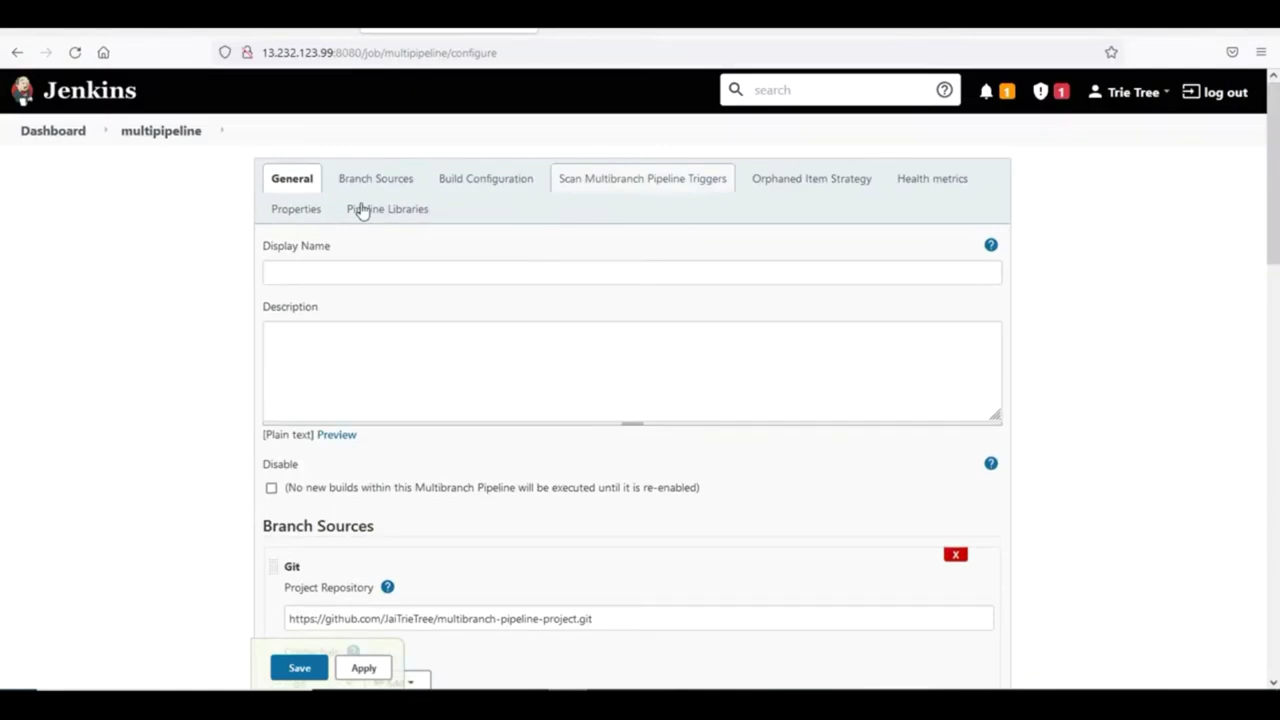 13.232.123.99:8080/job/multipipeline/configure
Jenkins
search
1
1
Trie Tree
log out
Dashboard
multipipeline
General
Branch Sources
Build Configuration
Scan Multibranch Pipeline Triggers
Orphaned Item Strategy
Health metrics
Properties
Pipeline Libraries
Display Name
Description
[Plain text] Preview
Disable
(No new builds within this Multibranch Pipeline will be executed until it is re-enabled)
Branch Sources
X
Git
Project Repository
https://github.com/JaiTrieTree/multibranch-pipeline-project.git
Save
Apply